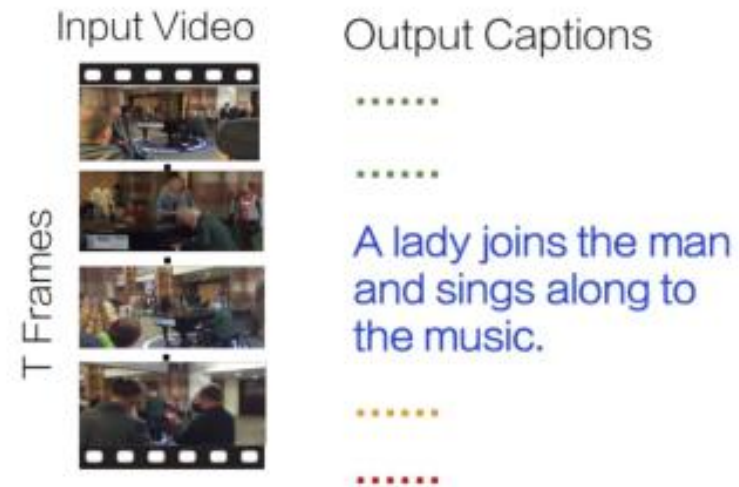 Input Video
Output Captions
T Frames
......
......
A lady joins the man
and sings along to
the music.
......
......